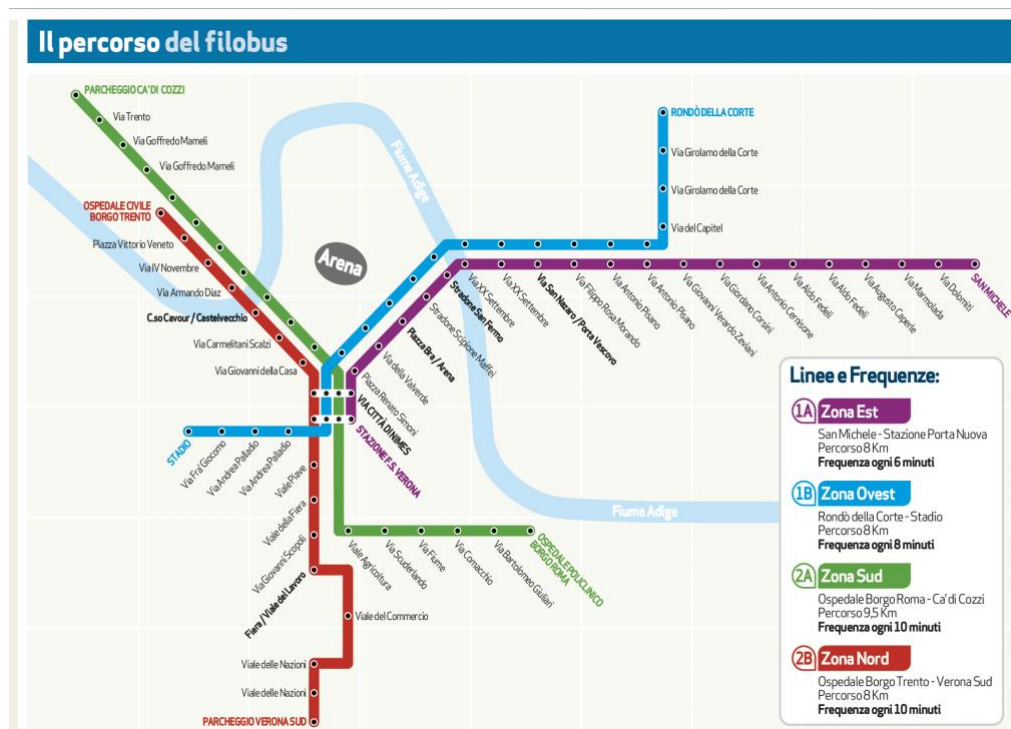 Il percorso del filobus
PARCHEGGIO CA' DI COZZI
Via Trento
Via Goffredo Mameli
Via Goffredo Mameli
OSPEDALE CIVILE
BORGO TRENTO
Piazza Vittorio Veneto
Via IV Novembre
Via Armando Diaz
C.so Cavour / Castelvecchio
Via Carmelitani Scalzi
Via Giovanni della Casa
Arena
Fiume Adige
RONDÒ DELLA CORTE
Via Girolamo della Corte
Via Girolamo della Corte
Via del Capitel
SAN MICHELE
Via Dolomiti
Via Marmolada
Via Augosto Caperle
Via Aldo Fedeli
Via Aldo Fedeli
Via Antonio Cernisone
Via Giordano Corsini
Via Giovanni Verardo Zeviani
Via Antonio Pisano
Via Antonio Pisano
Via Filippo Rosa Morando
Via San Nazaro / Porta Vescovo
Via XX Settembre
Via XX Settembre
Stradone San Fermo
Stradone Scipione Maffei
Piazza Bra / Arena
Via della Valverde
Piazza Renato Simoni
VIA CITTÀ DI NIMES
STAZIONE F.S. VERONA
STADIO
Via Fra' Giocomo
Via Andrea Palladio
Via Andrea Palladio
Viale Piave
Viale della Fiera
Via Giovanni Scopoli
Fiera / Viale del Lavoro
Viale del Commercio
Viale delle Nazioni
Viale delle Nazioni
PARCHEGGIO VERONA SUD
Viale Agricoltura
Via Scuderlando
Via Fiume
Via Comacchio
Via Bartolomeo Giuliari
OSPEDALE POLICLINICO
BORGO ROMA
Fiume Adige
Linee e Frequenze:
1A Zona Est
San Michele - Stazione Porta Nuova
Percorso 8 Km
Frequenza ogni 6 minuti
1B Zona Ovest
Rondò della Corte - Stadio
Percorso 8 Km
Frequenza ogni 8 minuti
2A Zona Sud
Ospedale Borgo Roma - Ca' di Cozzi
Percorso 9,5 Km
Frequenza ogni 10 minuti
2B Zona Nord
Ospedale Borgo Trento - Verona Sud
Percorso 8 Km
Frequenza ogni 10 minuti